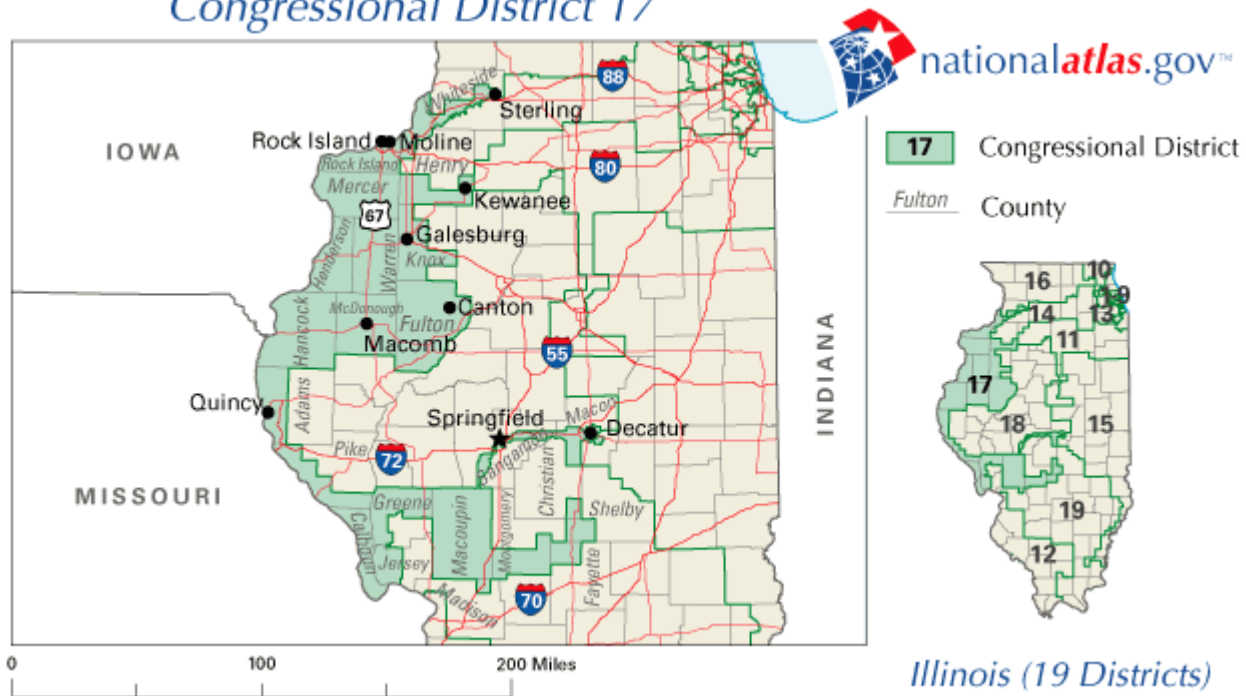 Congressional District 17
nationalatlas.gov™
88
Whiteside
Sterling
Rock Island
Moline
IOWA
Rock Island
Henry
80
Mercer
Kewanee
67
Galesburg
Henderson
Warren
Knox
McDonough
Canton
Hancock
Fulton
Macomb
55
Adams
Quincy
Springfield
Macon
Decatur
INDIANA
Pike
72
Sangamon
Christian
MISSOURI
Greene
Calhoun
Macoupin
Montgomery
Shelby
Jersey
Fayette
Madison
70
0 100 200 Miles
17 Congressional District
Fulton County
16
10
9
14
13
11
17
18
15
19
12
Illinois (19 Districts)